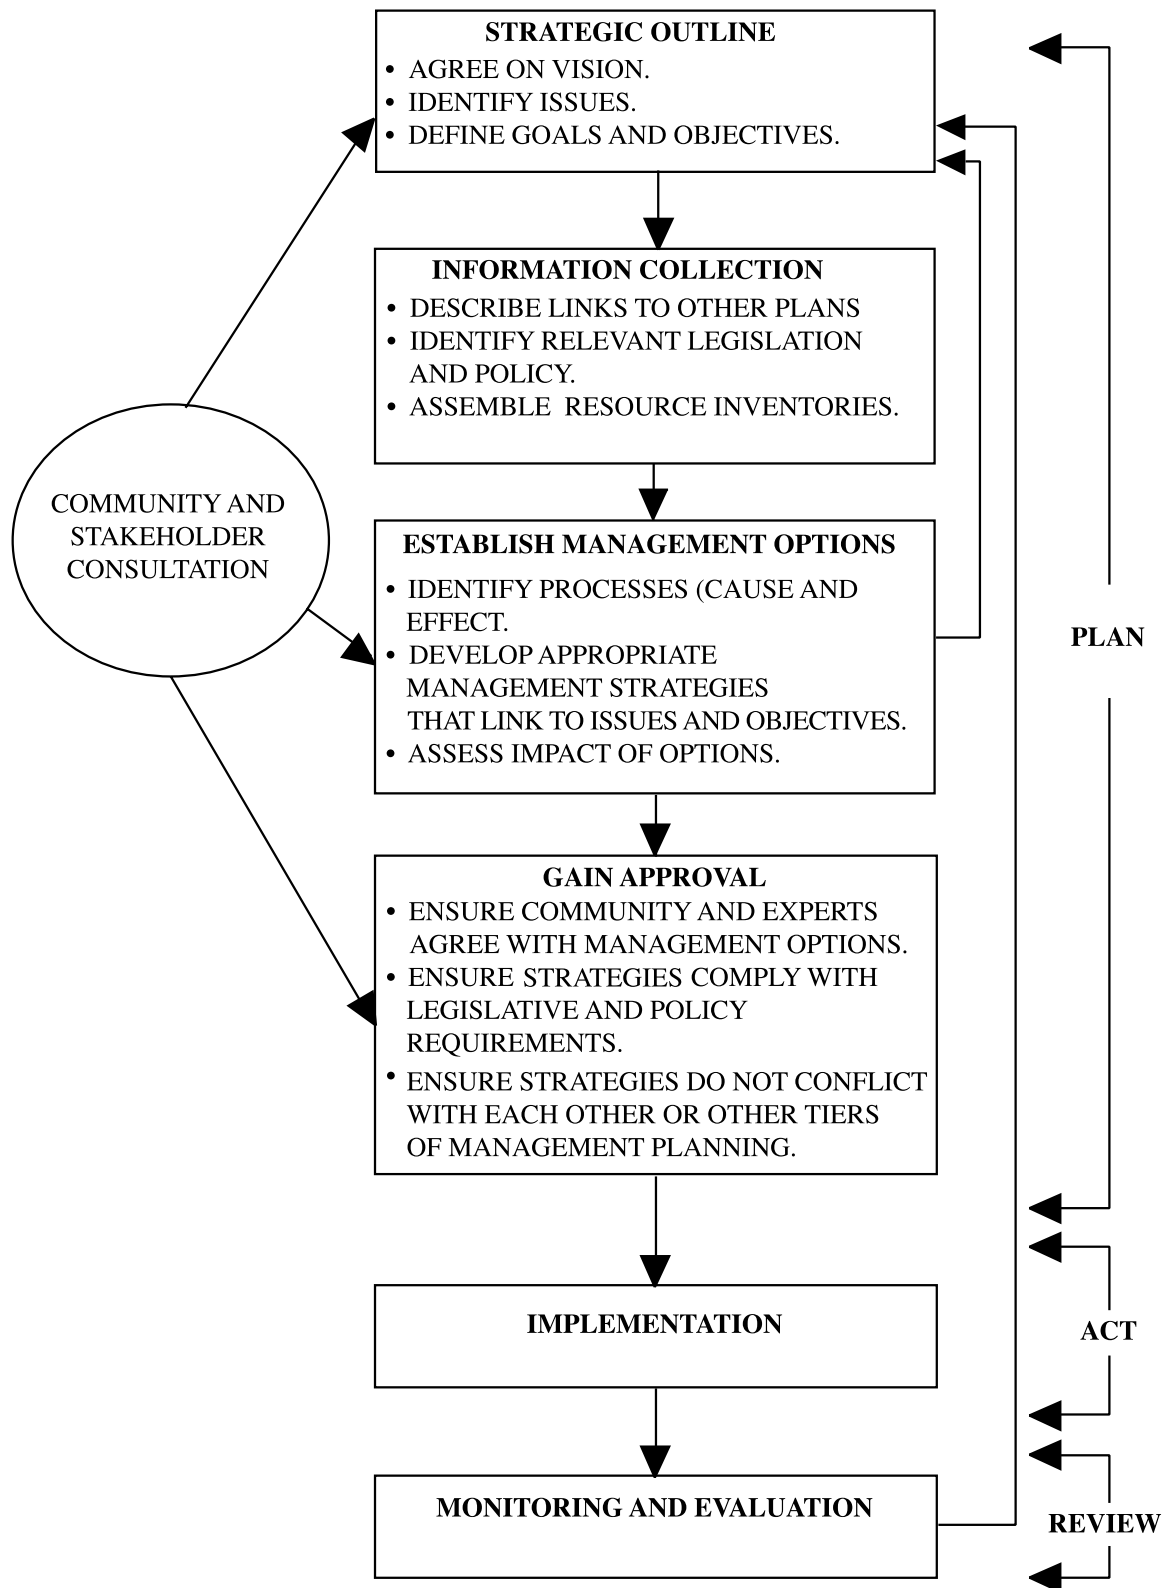 STRATEGIC OUTLINE
• AGREE ON VISION.
• IDENTIFY ISSUES.
• DEFINE GOALS AND OBJECTIVES.
INFORMATION COLLECTION
• DESCRIBE LINKS TO OTHER PLANS
• IDENTIFY RELEVANT LEGISLATION
AND POLICY.
• ASSEMBLE RESOURCE INVENTORIES.
COMMUNITY AND
STAKEHOLDER
CONSULTATION
ESTABLISH MANAGEMENT OPTIONS
• IDENTIFY PROCESSES (CAUSE AND
EFFECT.
• DEVELOP APPROPRIATE
MANAGEMENT STRATEGIES
THAT LINK TO ISSUES AND OBJECTIVES.
• ASSESS IMPACT OF OPTIONS.
PLAN
GAIN APPROVAL
• ENSURE COMMUNITY AND EXPERTS
AGREE WITH MANAGEMENT OPTIONS.
• ENSURE STRATEGIES COMPLY WITH
LEGISLATIVE AND POLICY
REQUIREMENTS.
• ENSURE STRATEGIES DO NOT CONFLICT
WITH EACH OTHER OR OTHER TIERS
OF MANAGEMENT PLANNING.
IMPLEMENTATION
ACT
MONITORING AND EVALUATION
REVIEW